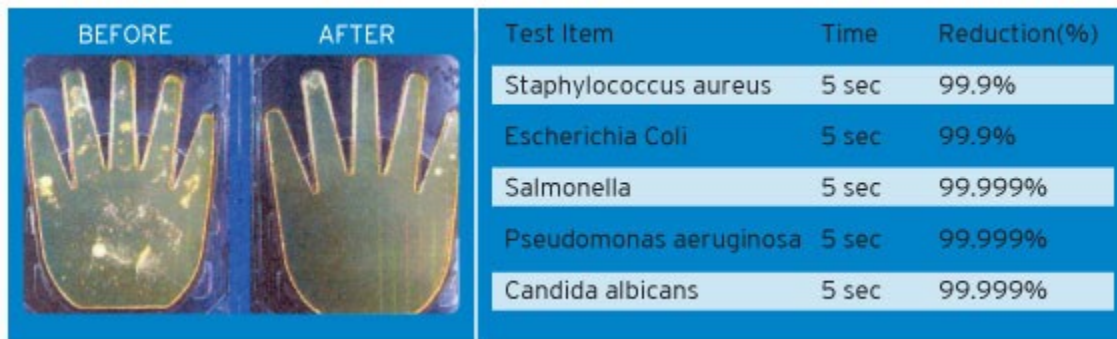 BEFORE AFTER
Test Item Time Reduction(%)
Staphylococcus aureus 5 sec 99.9%
Escherichia Coli 5 sec 99.9%
Salmonella 5 sec 99.999%
Pseudomonas aeruginosa 5 sec 99.999%
Candida albicans 5 sec 99.999%